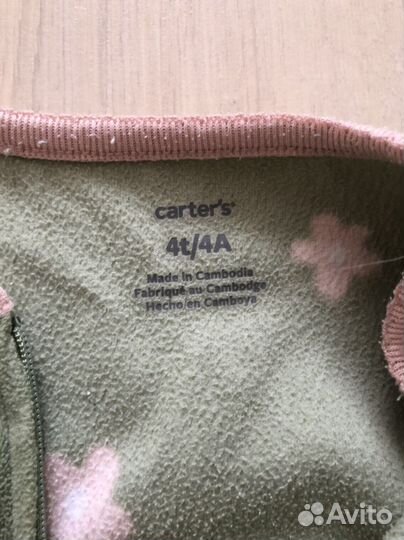 carter's
4t/4A
Made in Cambodia
Fabriqué au Cambodge
Hecho en Camboya
Avito